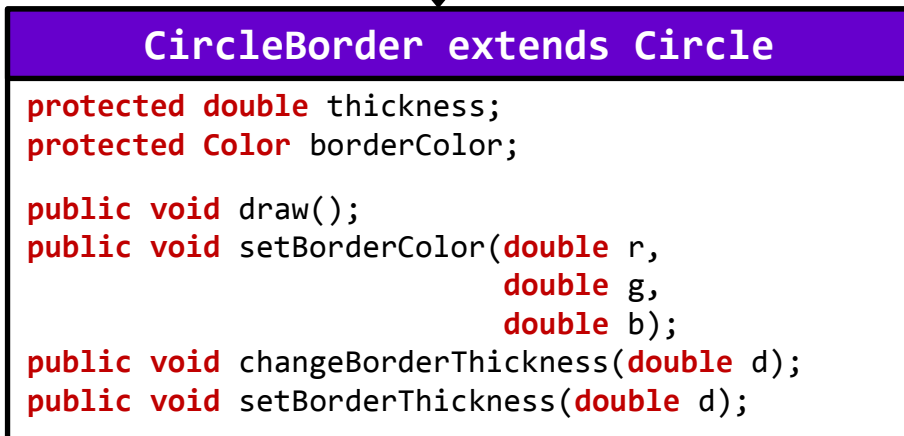 CircleBorder extends Circle
protected double thickness;
protected Color borderColor;
public void draw();
public void setBorderColor(double r,
double g,
double b);
public void changeBorderThickness(double d);
public void setBorderThickness(double d);